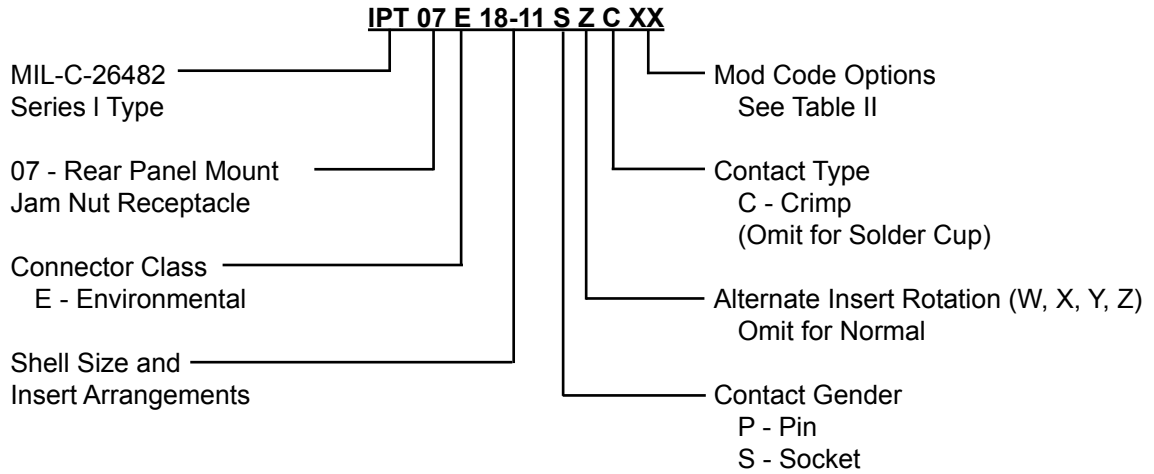 IPT 07 E 18-11 S Z C XX
MIL-C-26482
Series I Type
07 - Rear Panel Mount
Jam Nut Receptacle
Connector Class
E - Environmental
Shell Size and
Insert Arrangements
Mod Code Options
See Table II
Contact Type
C - Crimp
(Omit for Solder Cup)
Alternate Insert Rotation (W, X, Y, Z)
Omit for Normal
Contact Gender
P - Pin
S - Socket